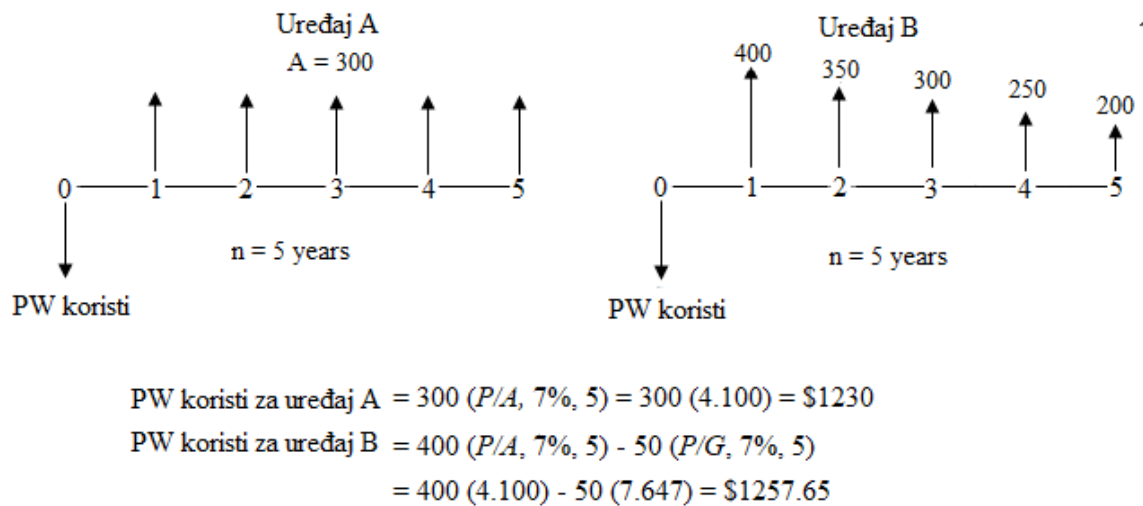 Uređaj A
A = 300
0 1 2 3 4 5
n = 5 years
PW koristi
Uređaj B
400
350
300
250
200
0 1 2 3 4 5
n = 5 years
PW koristi
PW koristi za uređaj A = 300 (P/A, 7%, 5) = 300 (4.100) = $1230
PW koristi za uređaj B = 400 (P/A, 7%, 5) - 50 (P/G, 7%, 5)
= 400 (4.100) - 50 (7.647) = $1257.65